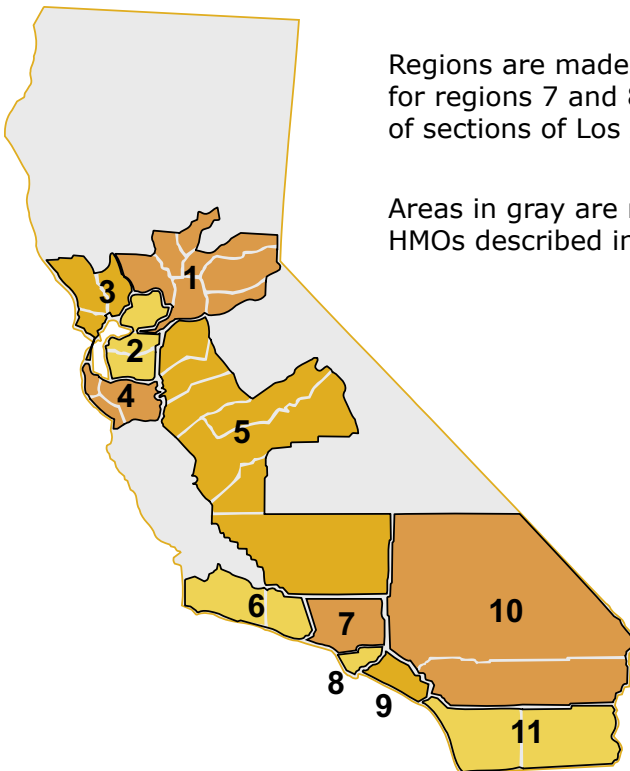 Regions are made
for regions 7 and 8
of sections of Los
Areas in gray are
HMOs described in
1
3
2
4
5
6
7
10
8
9
11